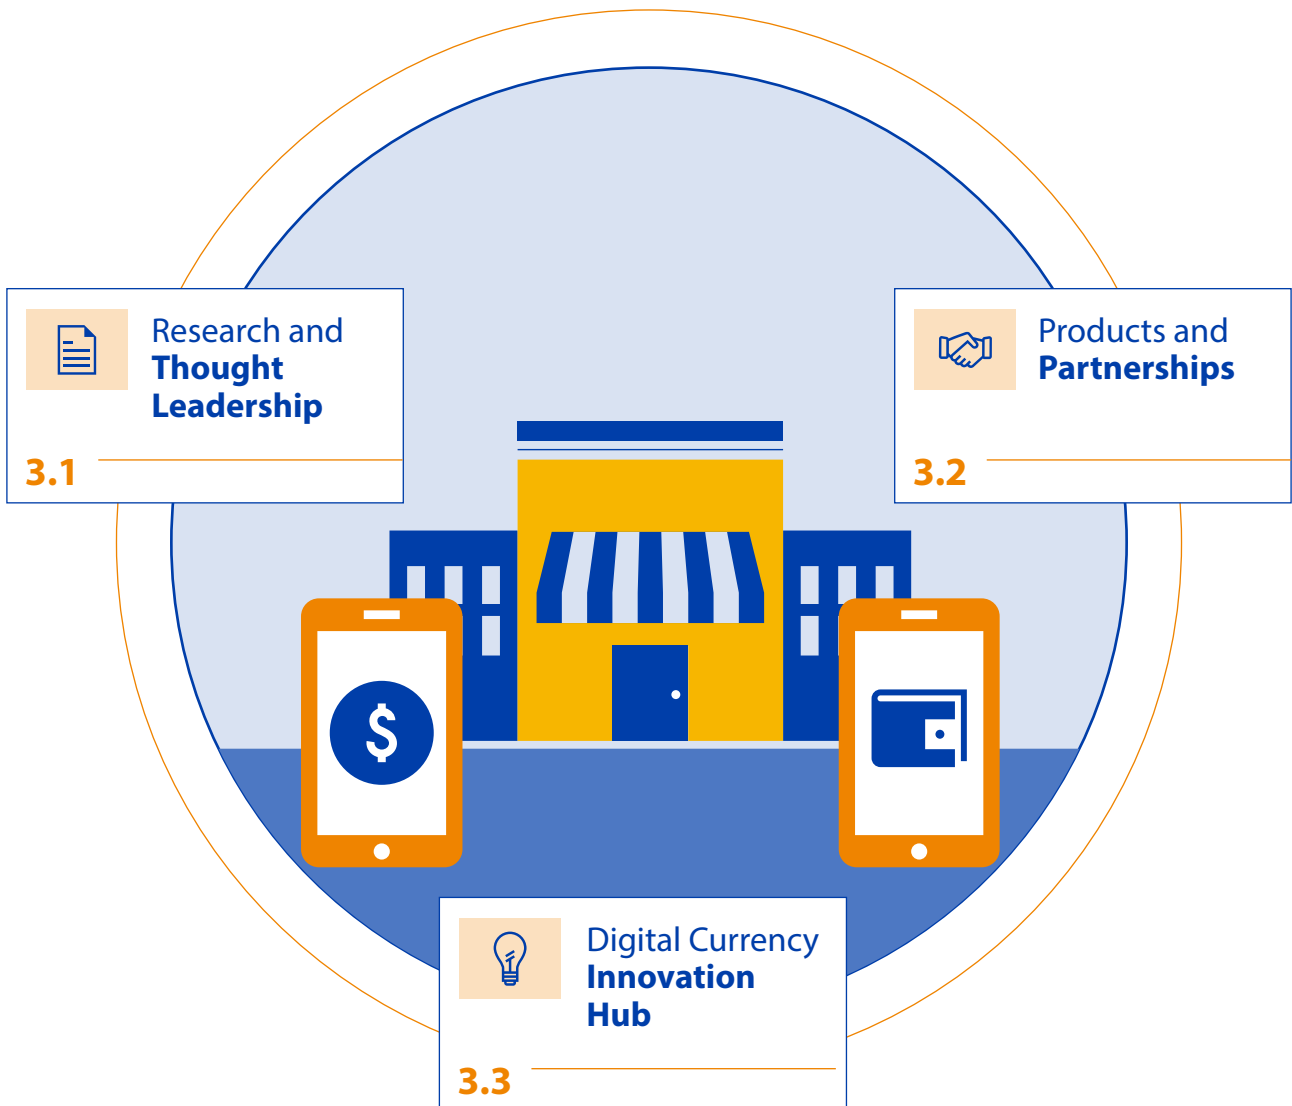 Research and
Thought
Leadership
3.1
Products and
Partnerships
3.2
$
Digital Currency
Innovation
Hub
3.3